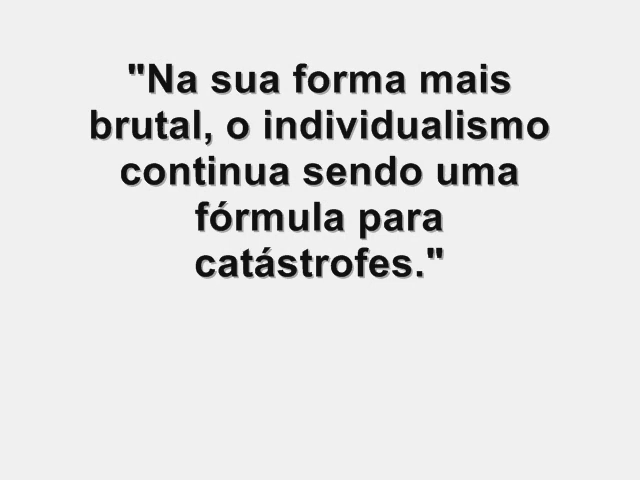 "Na sua forma mais
brutal, o individualismo
continua sendo uma
fórmula para
catástrofes."